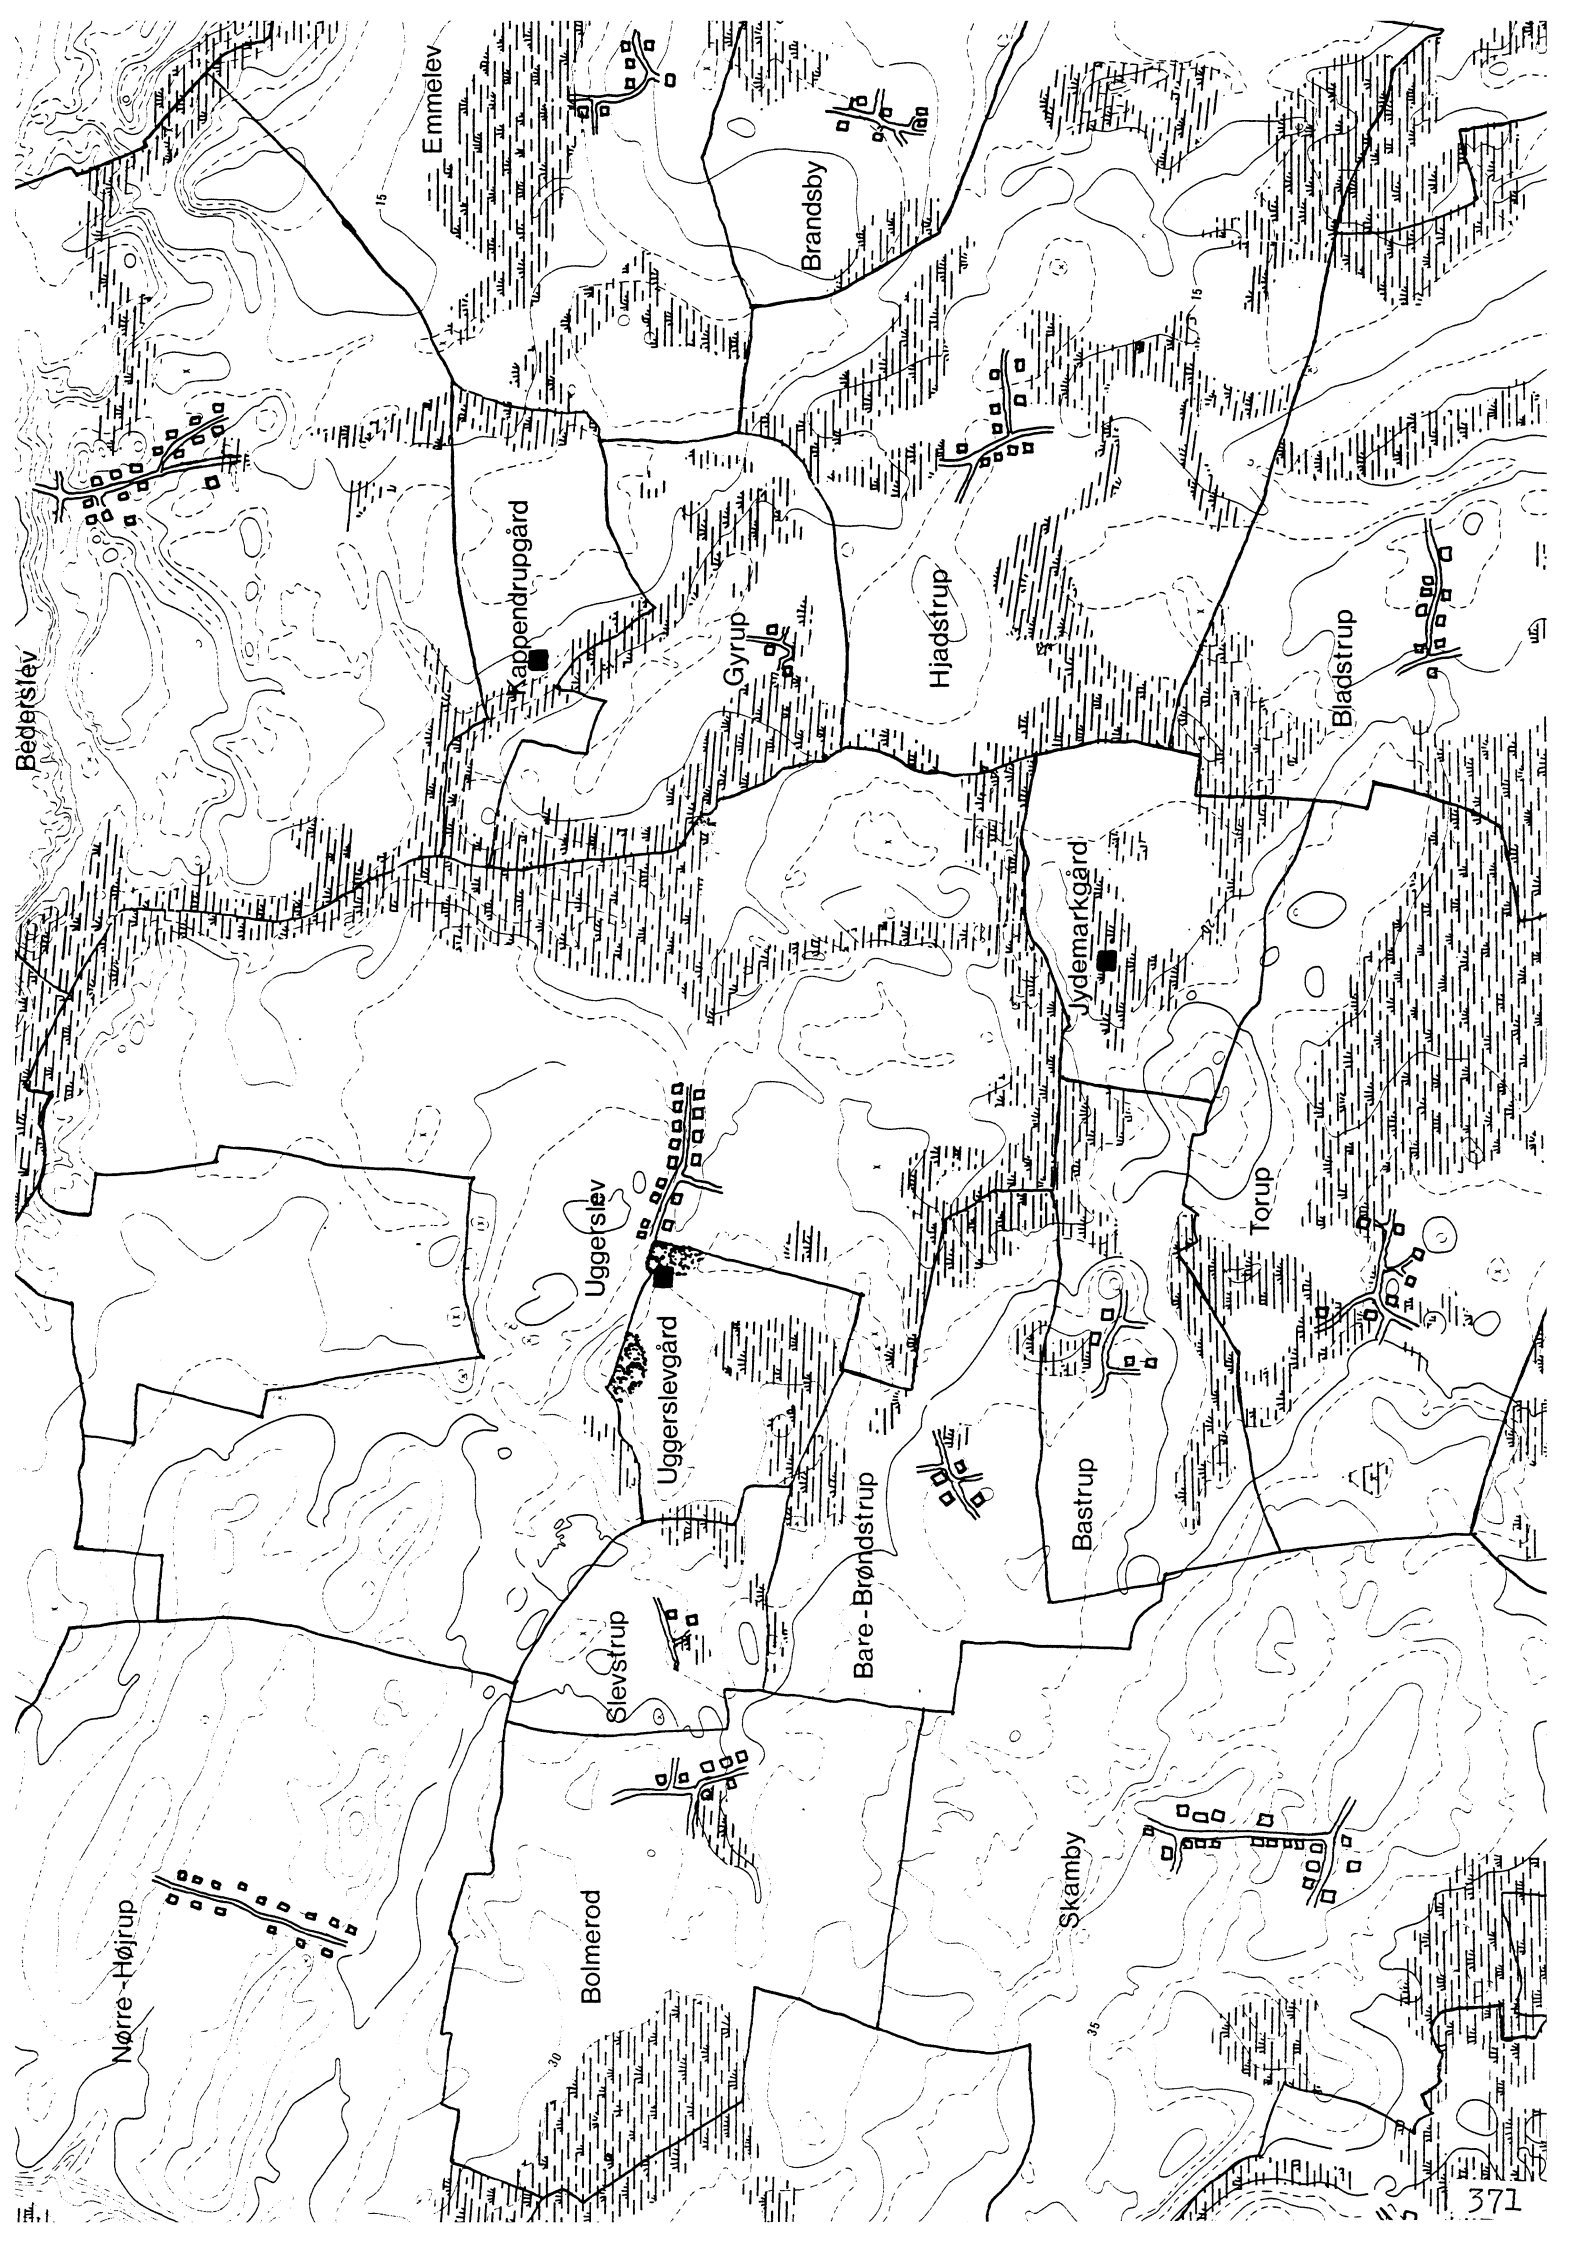 Bederslev
Emmelev
15
Brandsby
Kappendrupgård
Gyrup
Hjadstrup
15
Bladstrup
Jydemarkgård
Uggerslev
Uggerslevgård
Torup
Slevstrup
Bare-Brøndstrup
Bastrup
Nørre-Højrup
Bolmerod
30
Skamby
35
371